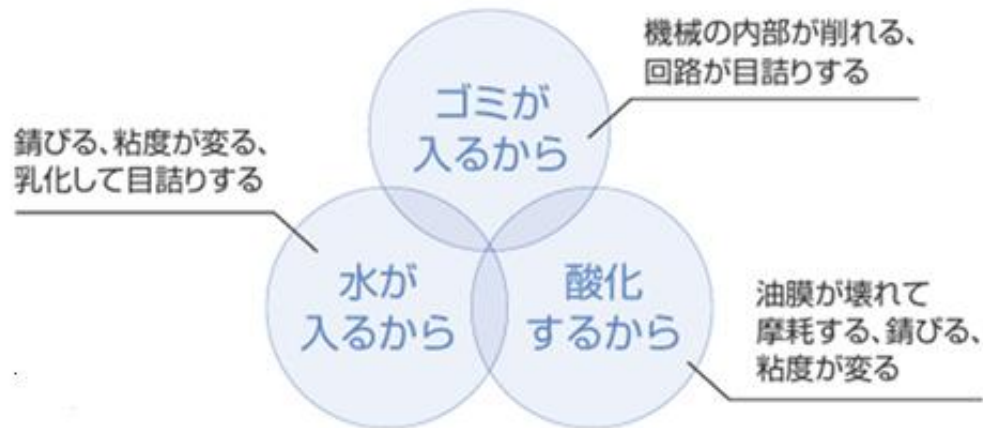 機械の内部が削れる、
回路が目詰りする
ゴミが
入るから
錆びる、粘度が変る、
乳化して目詰りする
水が
入るから
酸化
するから
油膜が壊れて
摩耗する、錆びる、
粘度が変る